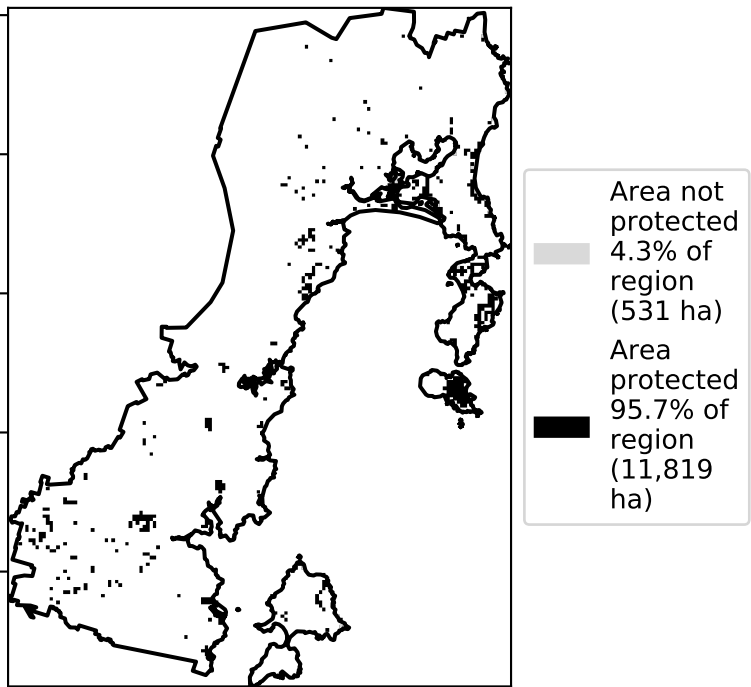 Area not
protected
4.3% of
region
(531 ha)
Area
protected
95.7% of
region
(11,819
ha)